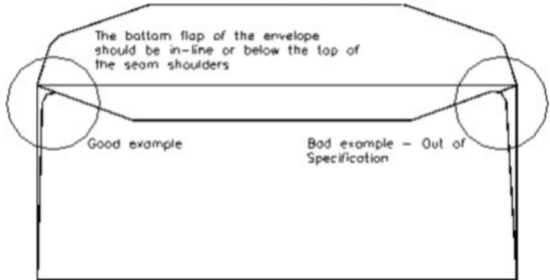 The bottom flap of the envelope
should be in-line or below the top of
the seam shoulders
Good example
Bad example - Out of
Specification